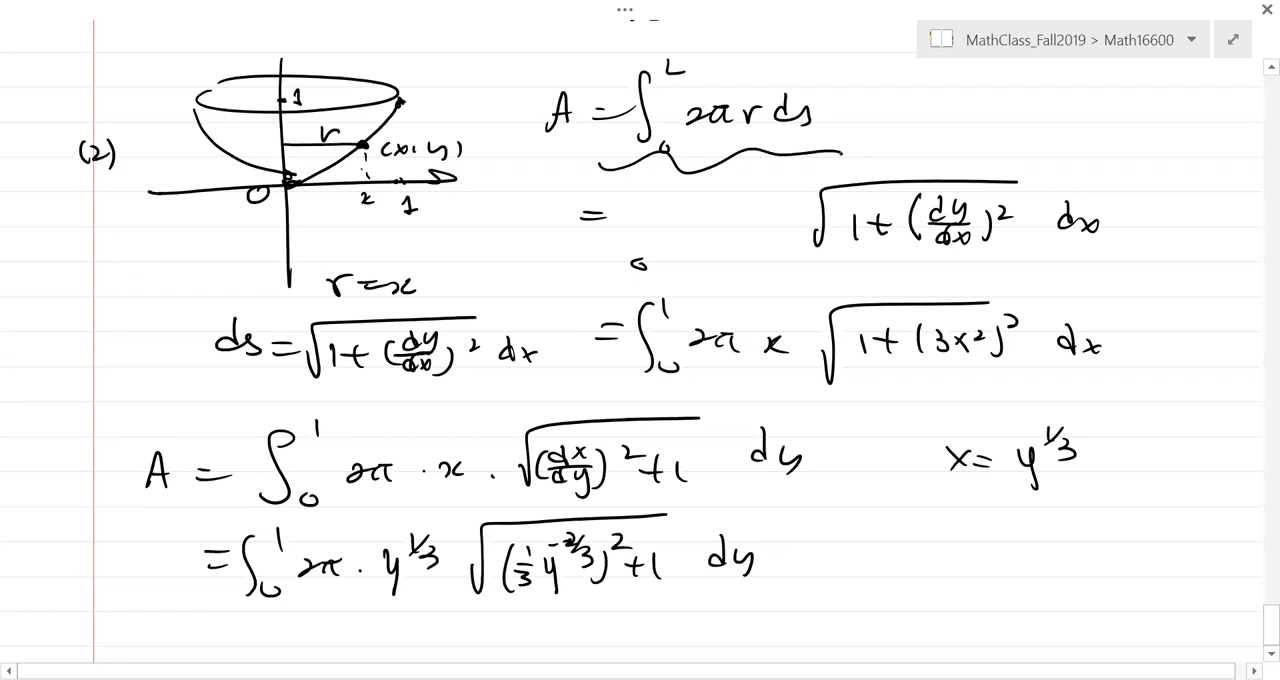 MathClass_Fall2019 > Math16600
1
(2)
r
(x, y)
0
x
1
A = ∫₀ᴸ 2π r ds
= √(1 + (dy/dx)²) dx
0
r = x
ds = √(1 + (dy/dx)²) dx
= ∫₀¹ 2π x √(1 + (3x²)²) dx
A = ∫₀¹ 2π · x · √((dx/dy)² + 1) dy
x = y^(1/3)
= ∫₀¹ 2π · y^(1/3) √((1/3 y^(-2/3))² + 1) dy